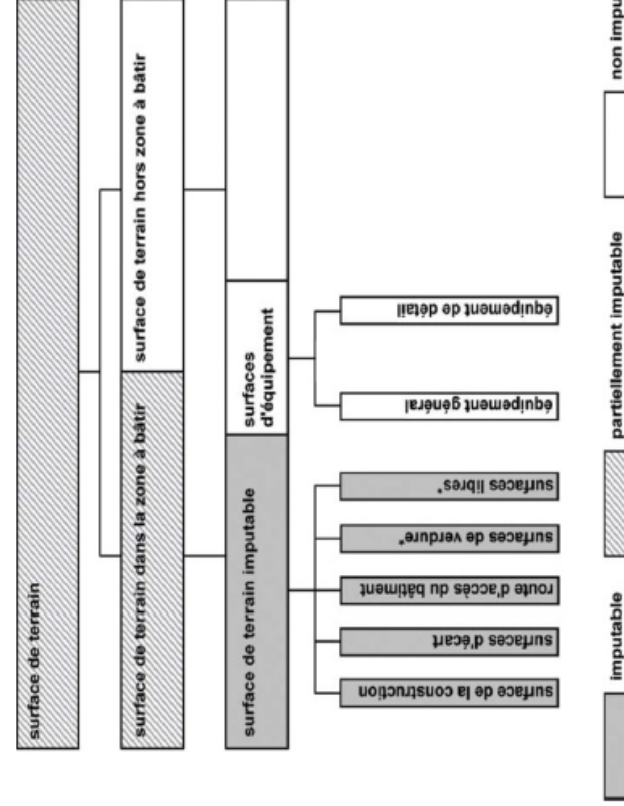 surface de terrain
surface de terrain dans la zone à bâtir
surface de terrain hors zone à bâtir
surface de terrain imputable
surfaces
d'équipement
surface de la construction
surfaces d'écart
route d'accès du bâtiment
surfaces de verdure*
surfaces libres*
équipement général
équipement de détail
imputable
partiellement imputable
non impu